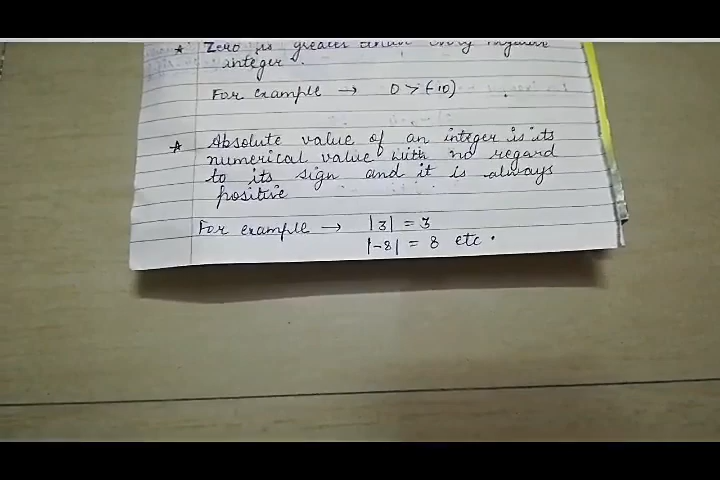 * Zero is greater than every negative
integer.
For example → 0 > (-10)
* Absolute value of an integer is its
numerical value with no regard
to its sign and it is always
positive
For example → |3| = 3
|-8| = 8 etc.